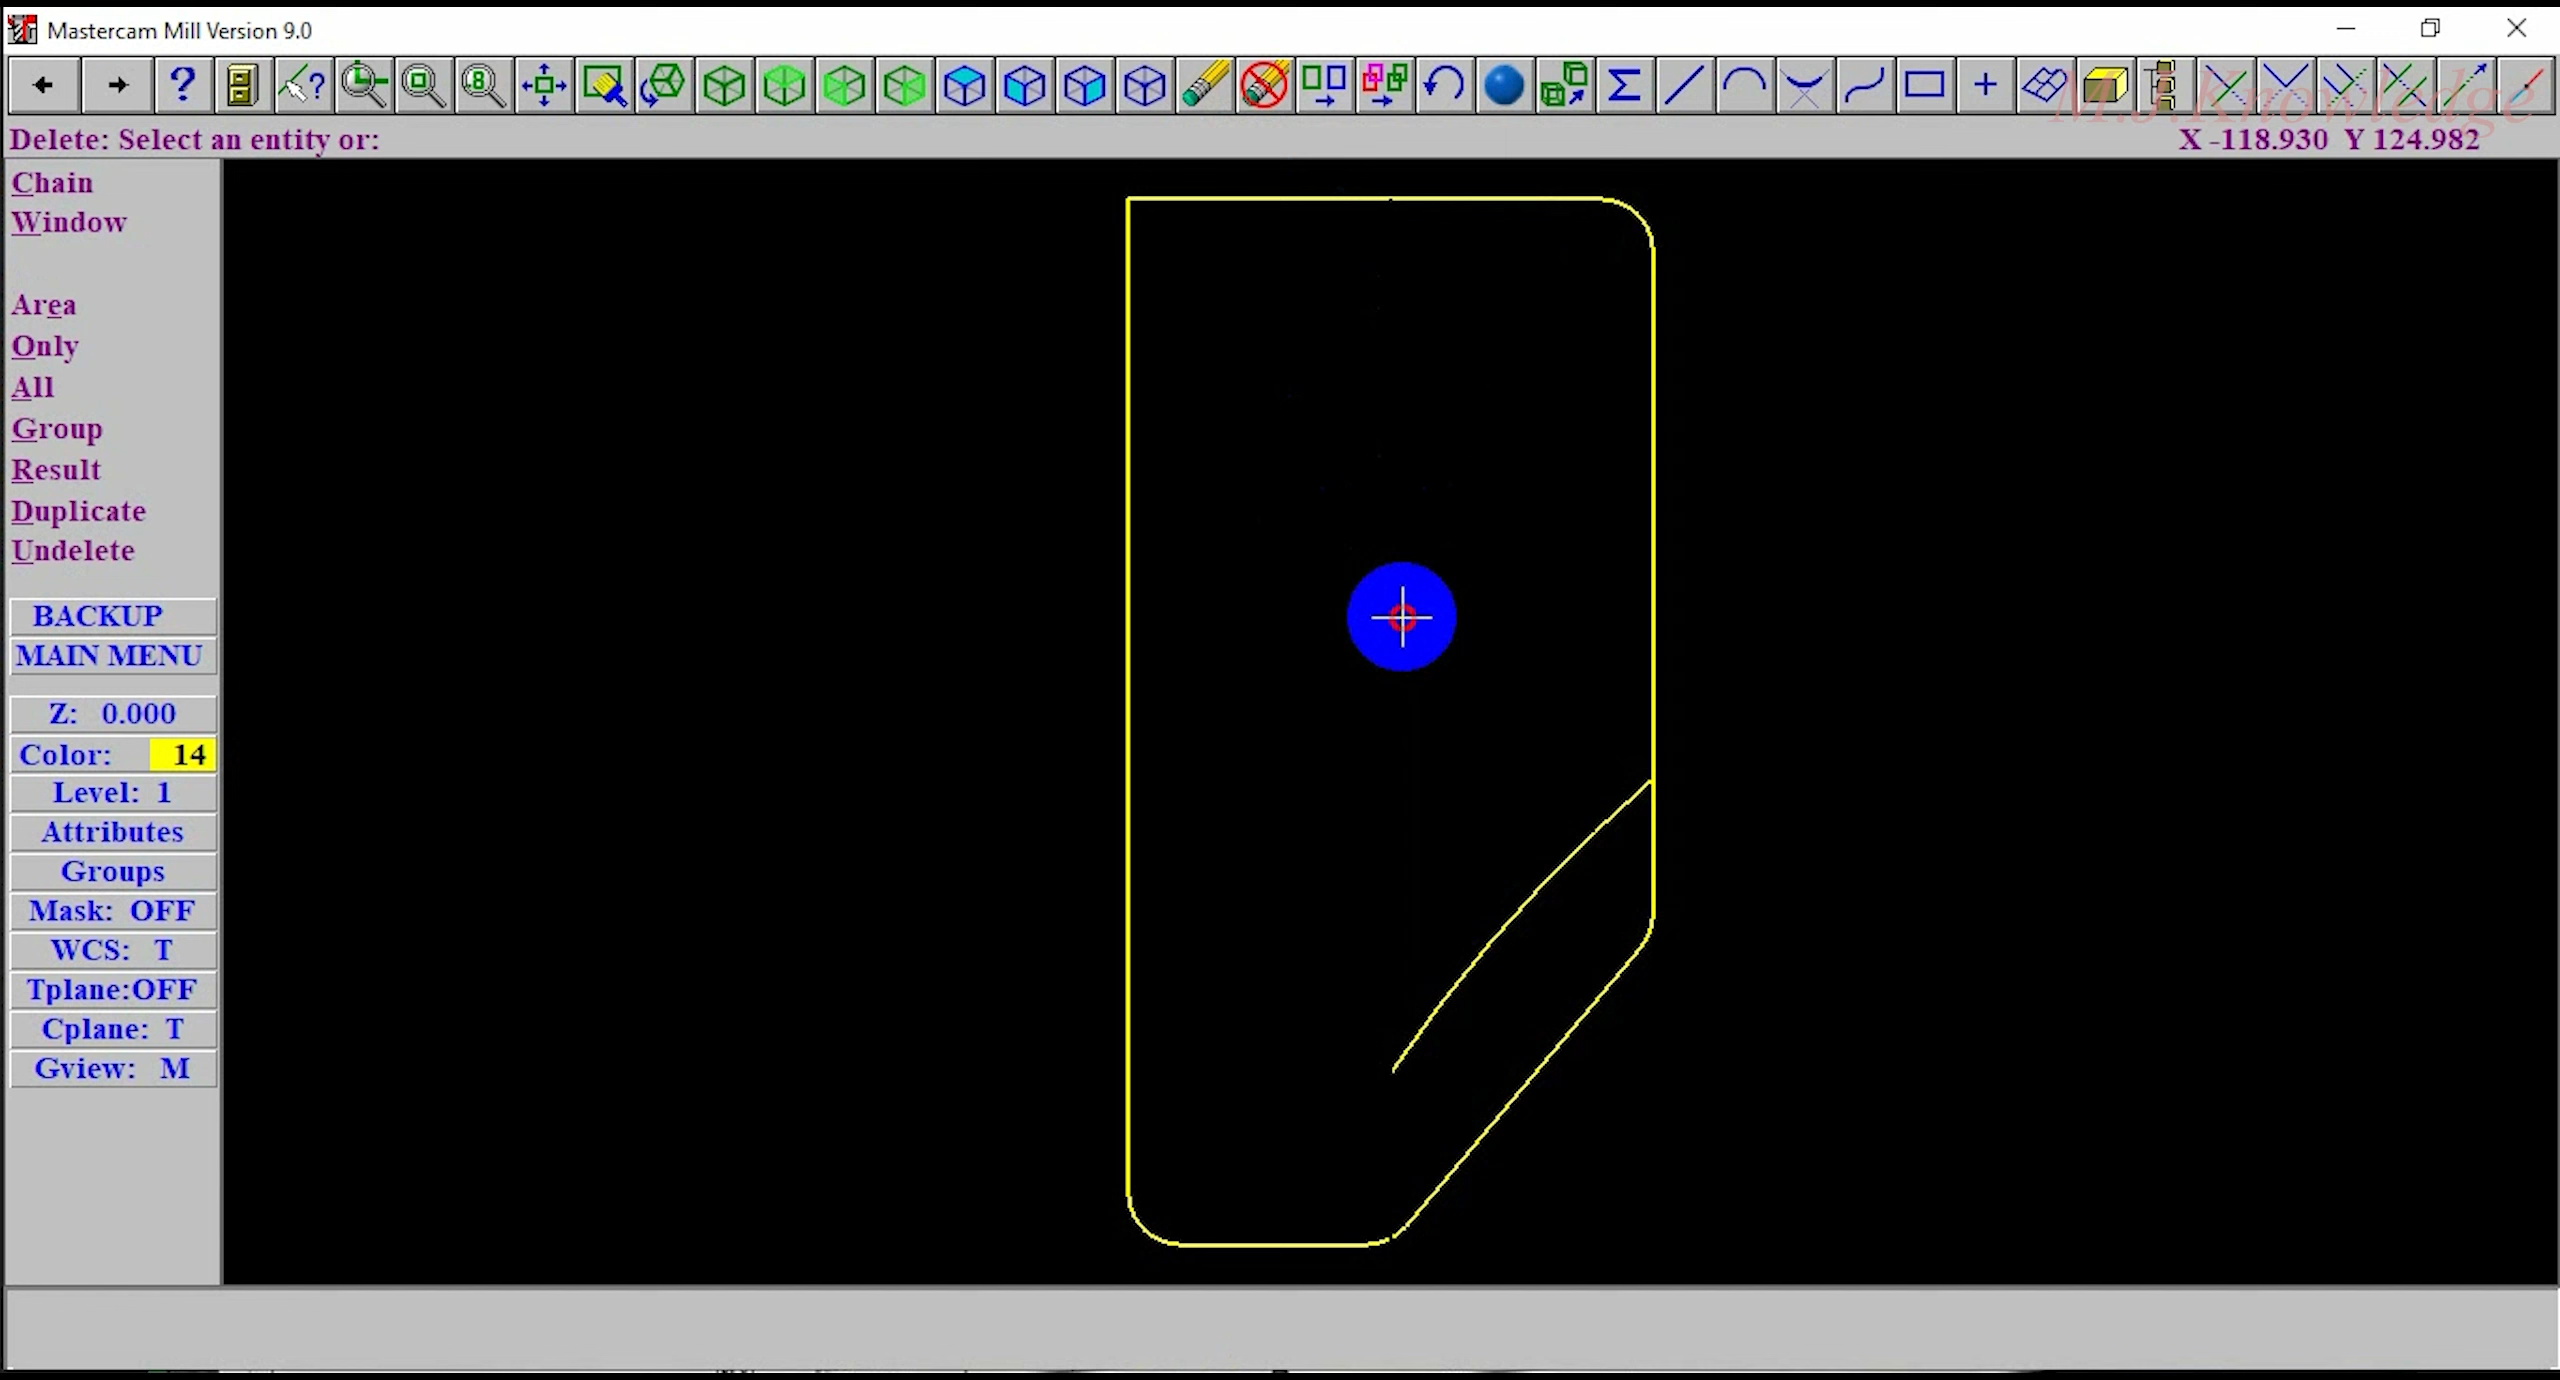 Mastercam Mill Version 9.0
M.J.Knowledge
Delete: Select an entity or:
X -118.930 Y 124.982
Chain
Window
Area
Only
All
Group
Result
Duplicate
Undelete
BACKUP
MAIN MENU
Z: 0.000
Color: 14
Level: 1
Attributes
Groups
Mask: OFF
WCS: T
Tplane:OFF
Cplane: T
Gview: M